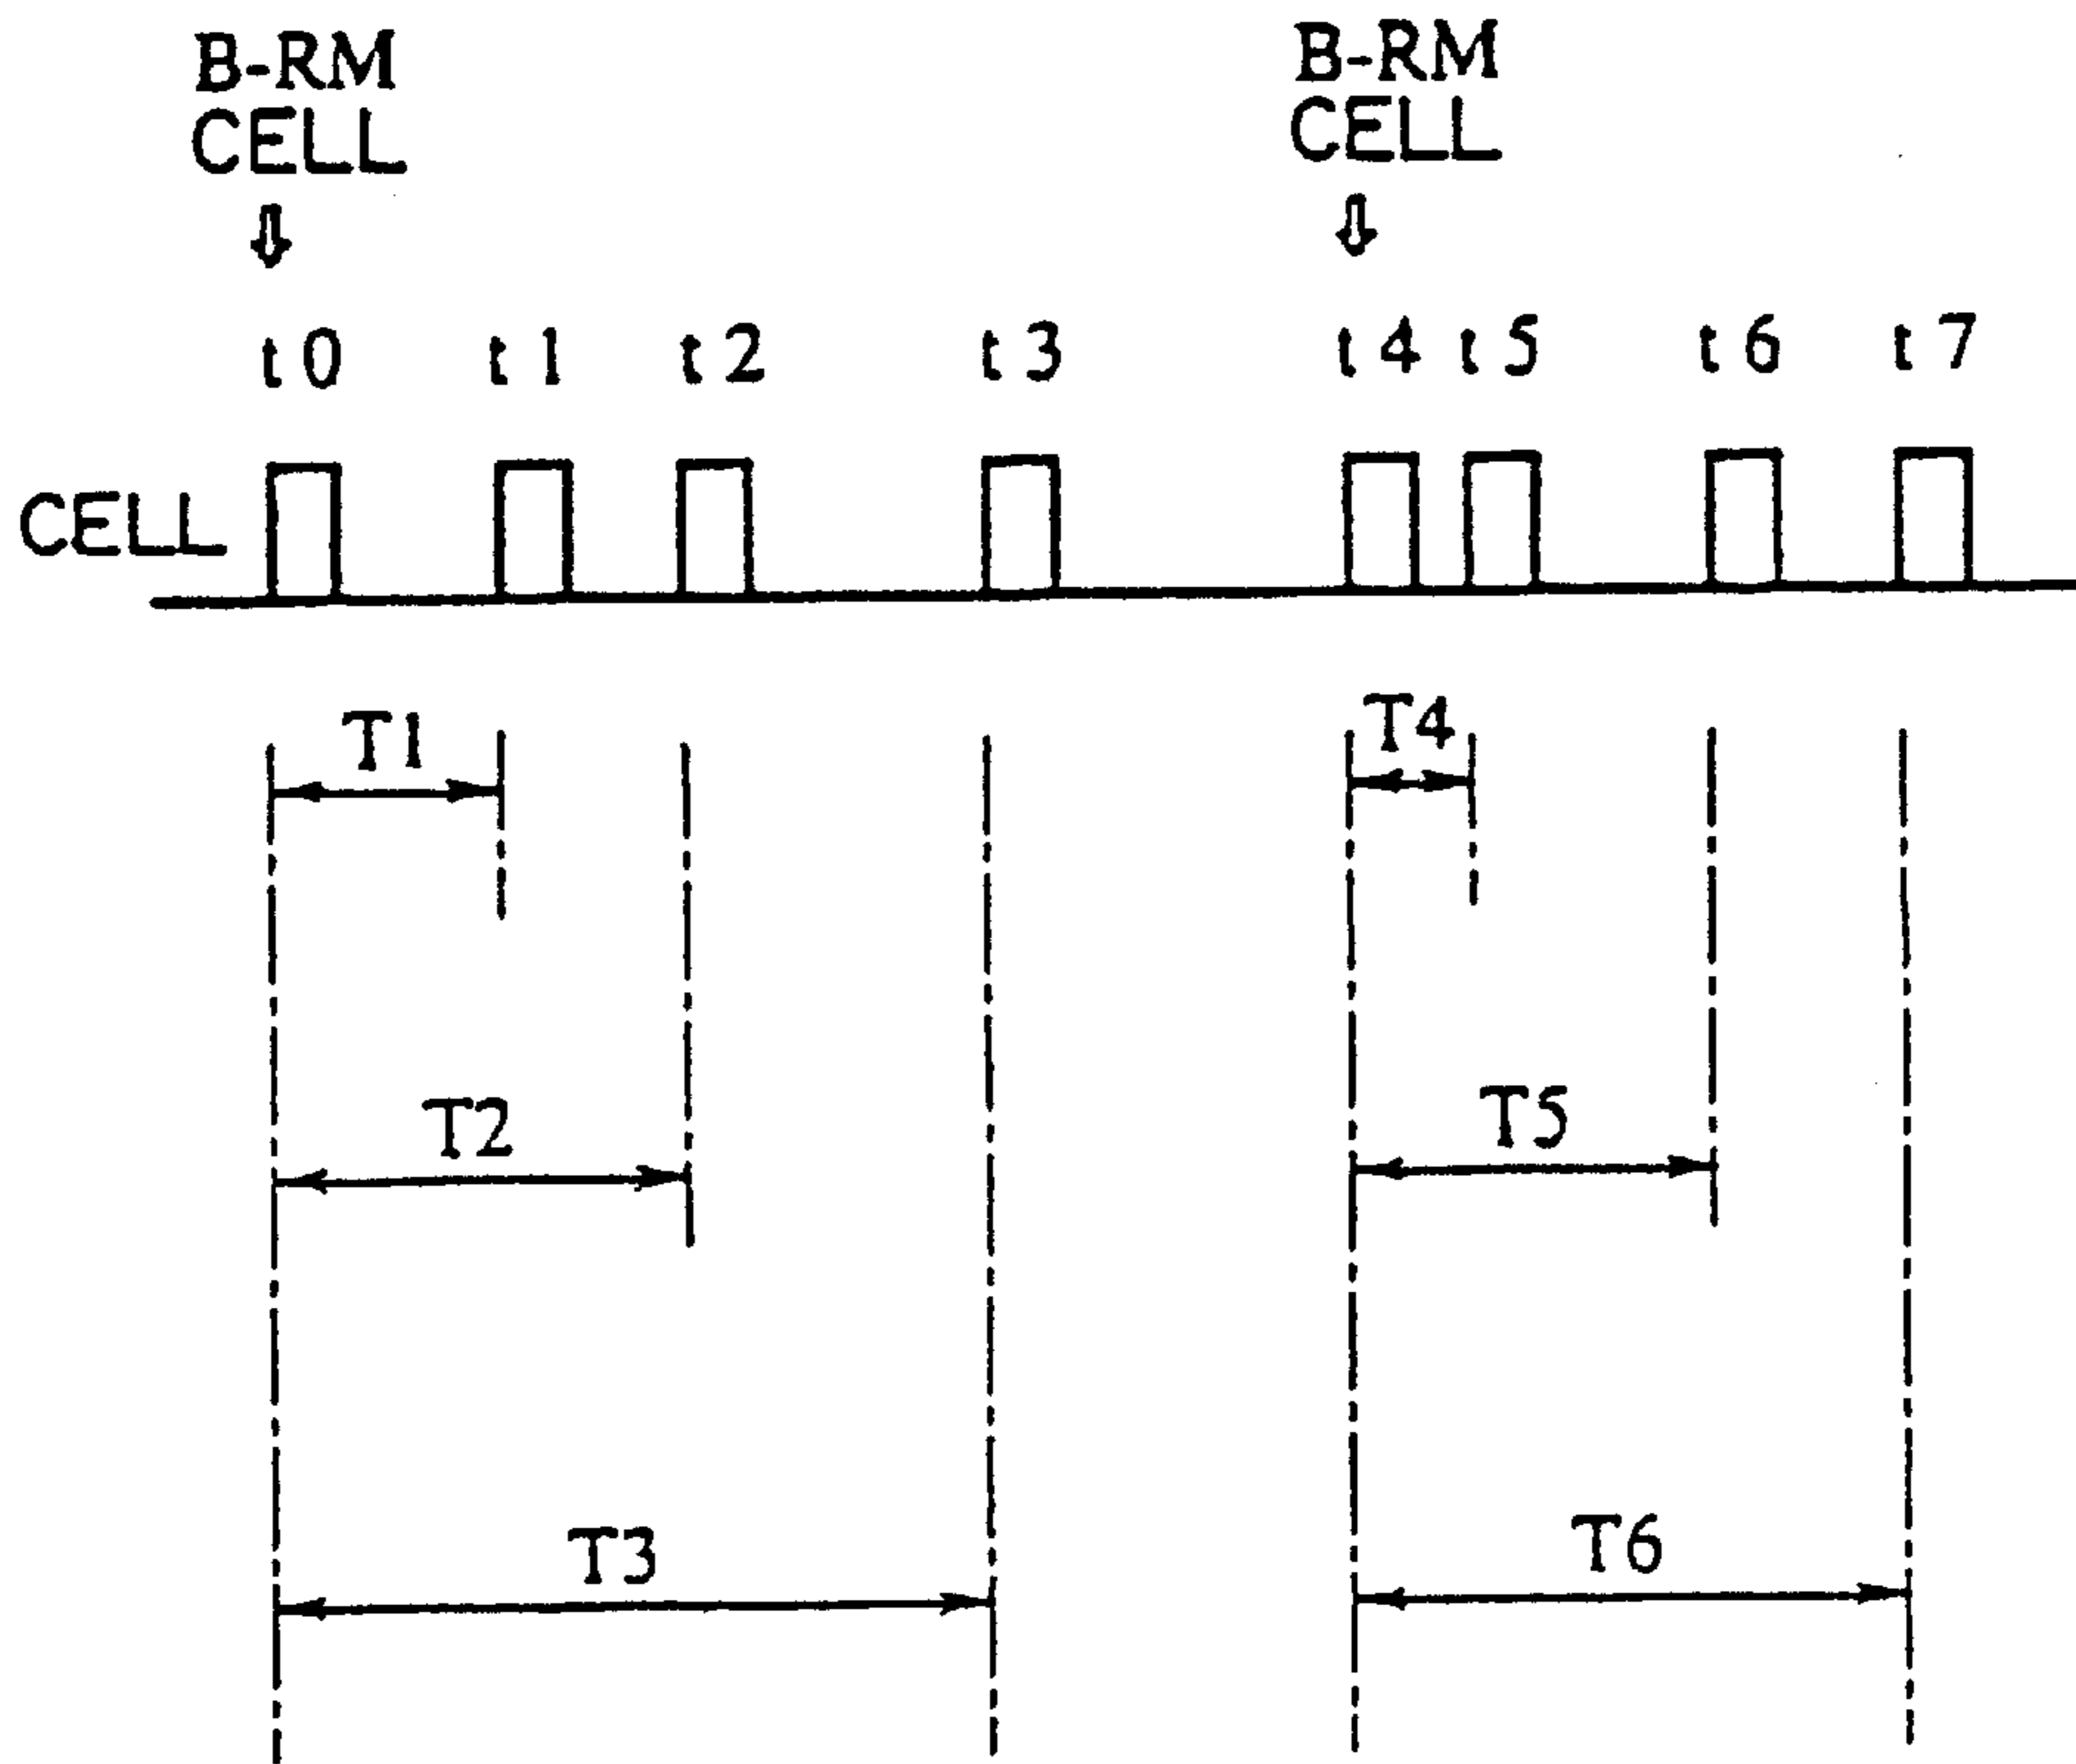 B-RM
CELL
B-RM
CELL
t0 t1 t2 t3 t4 t5 t6 t7
CELL
T1
T4
T2
T5
T3
T6